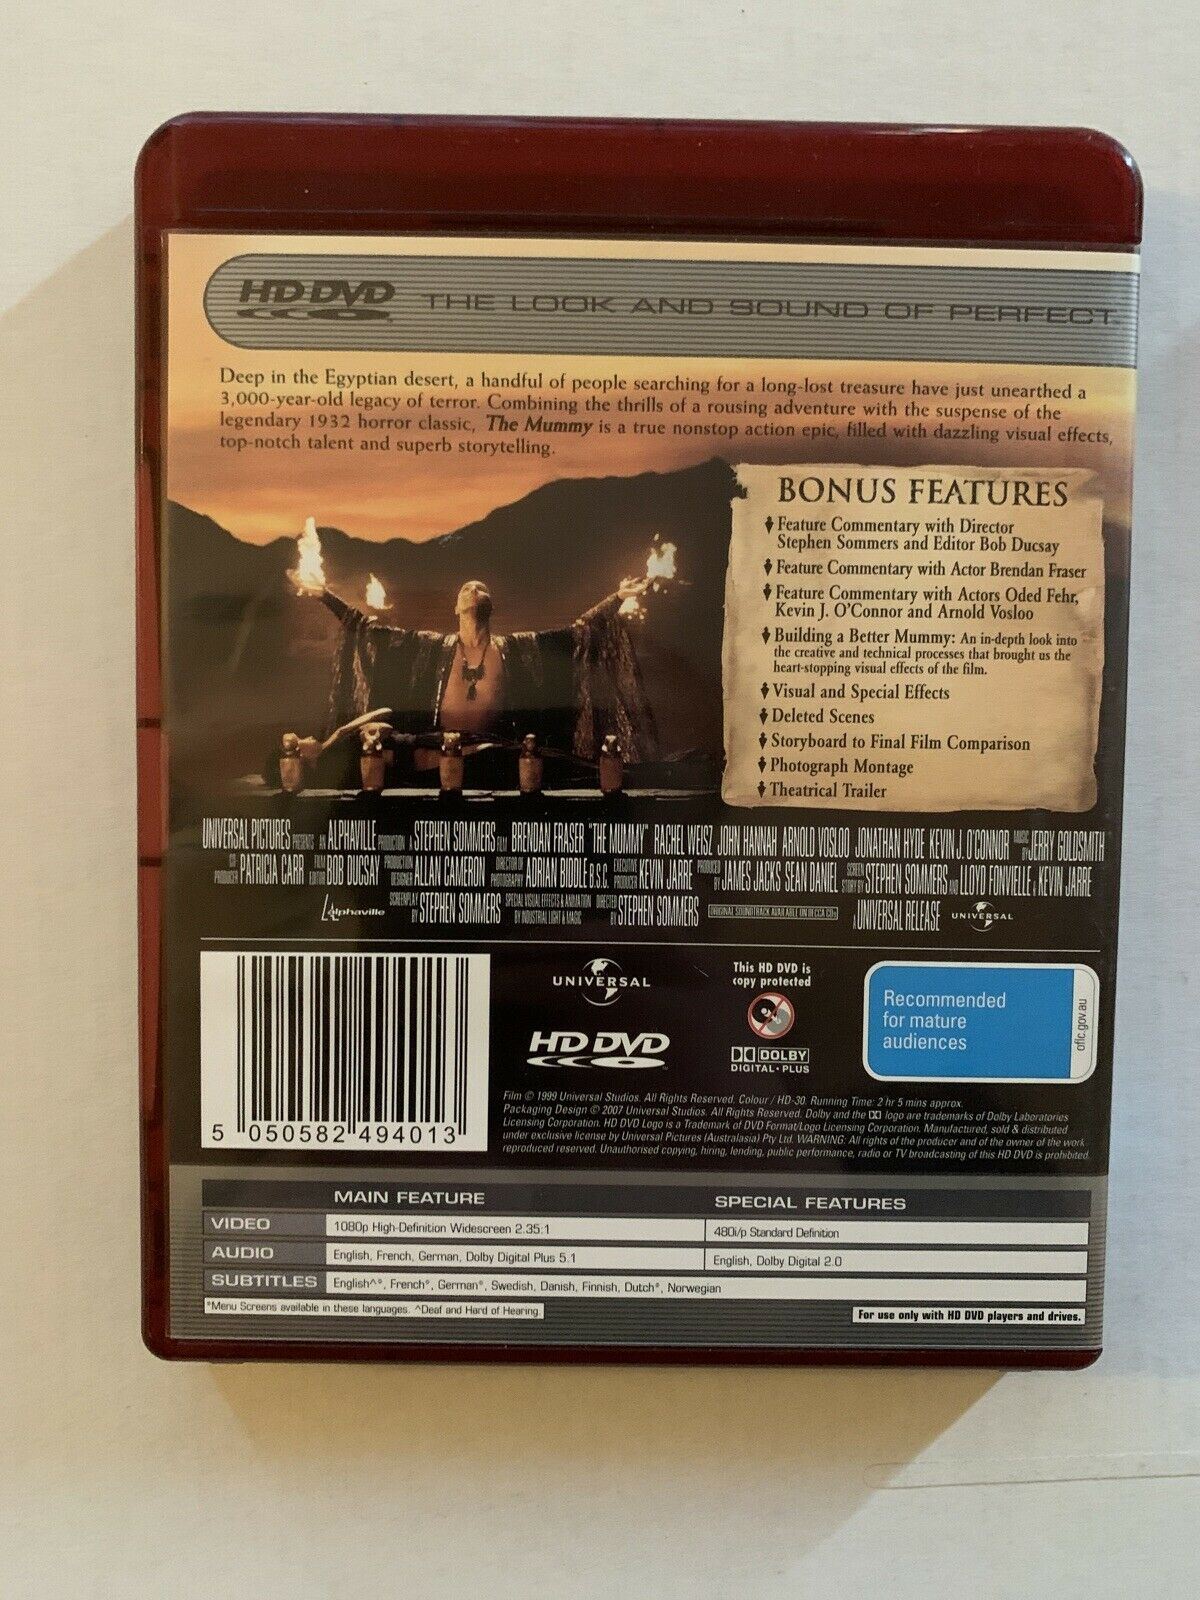 HD DVD THE LOOK AND SOUND OF PERFECT.
Deep in the Egyptian desert, a handful of people searching for a long-lost treasure have just unearthed a
3,000-year-old legacy of terror. Combining the thrills of a rousing adventure with the suspense of the
legendary 1932 horror classic, The Mummy is a true nonstop action epic, filled with dazzling visual effects,
top-notch talent and superb storytelling.
BONUS FEATURES
Feature Commentary with Director
Stephen Sommers and Editor Bob Ducsay
Feature Commentary with Actor Brendan Fraser
Feature Commentary with Actors Oded Fehr,
Kevin J. O'Connor and Arnold Vosloo
Building a Better Mummy: An in-depth look into
the creative and technical processes that brought us the
heart-stopping visual effects of the film.
Visual and Special Effects
Deleted Scenes
Storyboard to Final Film Comparison
Photograph Montage
Theatrical Trailer
UNIVERSAL PICTURES PRESENTS AN ALPHAVILLE PRODUCTION A STEPHEN SOMMERS FILM BRENDAN FRASER "THE MUMMY" RACHEL WEISZ JOHN HANNAH ARNOLD VOSLOO JONATHAN HYDE KEVIN J. O'CONNOR MUSIC BY JERRY GOLDSMITH
CO-PRODUCER PATRICIA CARR FILM EDITOR BOB DUCSAY PRODUCTION DESIGNER ALLAN CAMERON DIRECTOR OF PHOTOGRAPHY ADRIAN BIDDLE B.S.C. EXECUTIVE PRODUCER KEVIN JARRE PRODUCED BY JAMES JACKS SEAN DANIEL SCREEN STORY BY STEPHEN SOMMERS AND LLOYD FONVIELLE & KEVIN JARRE
alphaville SCREENPLAY BY STEPHEN SOMMERS SPECIAL VISUAL EFFECTS & ANIMATION BY INDUSTRIAL LIGHT & MAGIC DIRECTED BY STEPHEN SOMMERS ORIGINAL SOUNDTRACK AVAILABLE ON DECCA CDs A UNIVERSAL RELEASE UNIVERSAL
5 050582 494013
UNIVERSAL
HD DVD
This HD DVD is
copy protected
DOLBY
DIGITAL·PLUS
Recommended
for mature
audiences
oflc.gov.au
Film © 1999 Universal Studios. All Rights Reserved. Colour / HD-30. Running Time: 2 hr 5 mins approx.
Packaging Design © 2007 Universal Studios. All Rights Reserved. Dolby and the logo are trademarks of Dolby Laboratories
Licensing Corporation. HD DVD Logo is a Trademark of DVD Format/Logo Licensing Corporation. Manufactured, sold & distributed
under exclusive license by Universal Pictures (Australasia) Pty Ltd. WARNING: All rights of the producer and of the owner of the work
reproduced reserved. Unauthorised copying, hiring, lending, public performance, radio or TV broadcasting of this HD DVD is prohibited.
MAIN FEATURE SPECIAL FEATURES
VIDEO 1080p High-Definition Widescreen 2.35:1 480i/p Standard Definition
AUDIO English, French, German, Dolby Digital Plus 5.1 English, Dolby Digital 2.0
SUBTITLES English^*, French*, German*, Swedish, Danish, Finnish, Dutch*, Norwegian
*Menu Screens available in these languages. ^Deaf and Hard of Hearing.
For use only with HD DVD players and drives.